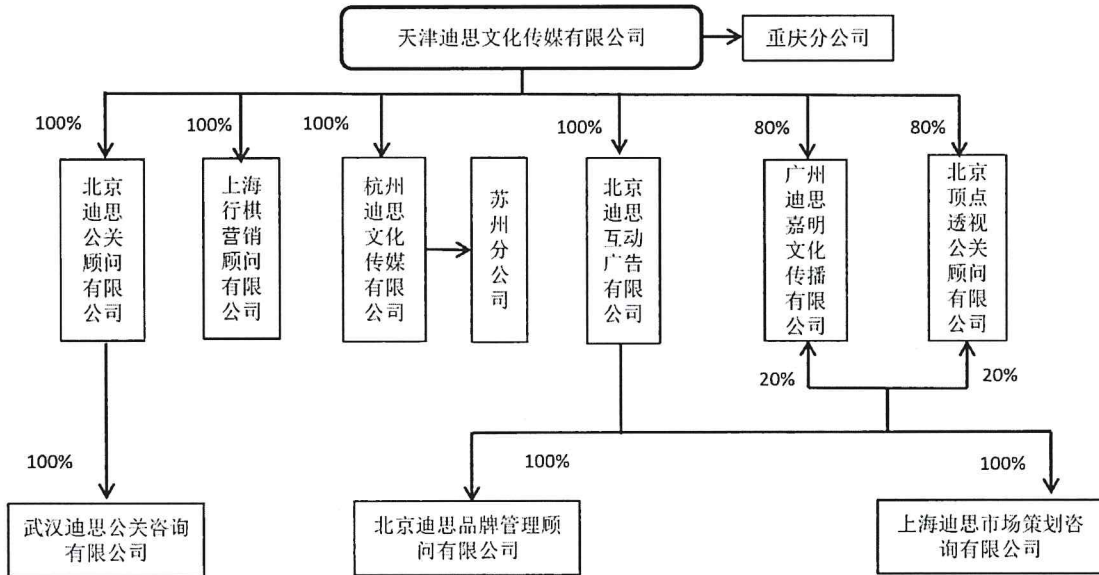 天津迪思文化传媒有限公司
重庆分公司
100%
100%
100%
100%
80%
80%
北京
迪思
公关
顾问
有限
公司
上海
行棋
营销
顾问
有限
公司
杭州
迪思
文化
传媒
有限
公司
苏
州
分
公
司
北京
迪思
互动
广告
有限
公司
广州
迪思
嘉明
文化
传播
有限
公司
北京
顶点
透视
公关
顾问
有限
公司
20%
20%
100%
100%
100%
武汉迪思公关咨询
有限公司
北京迪思品牌管理顾
问有限公司
上海迪思市场策划咨
询有限公司